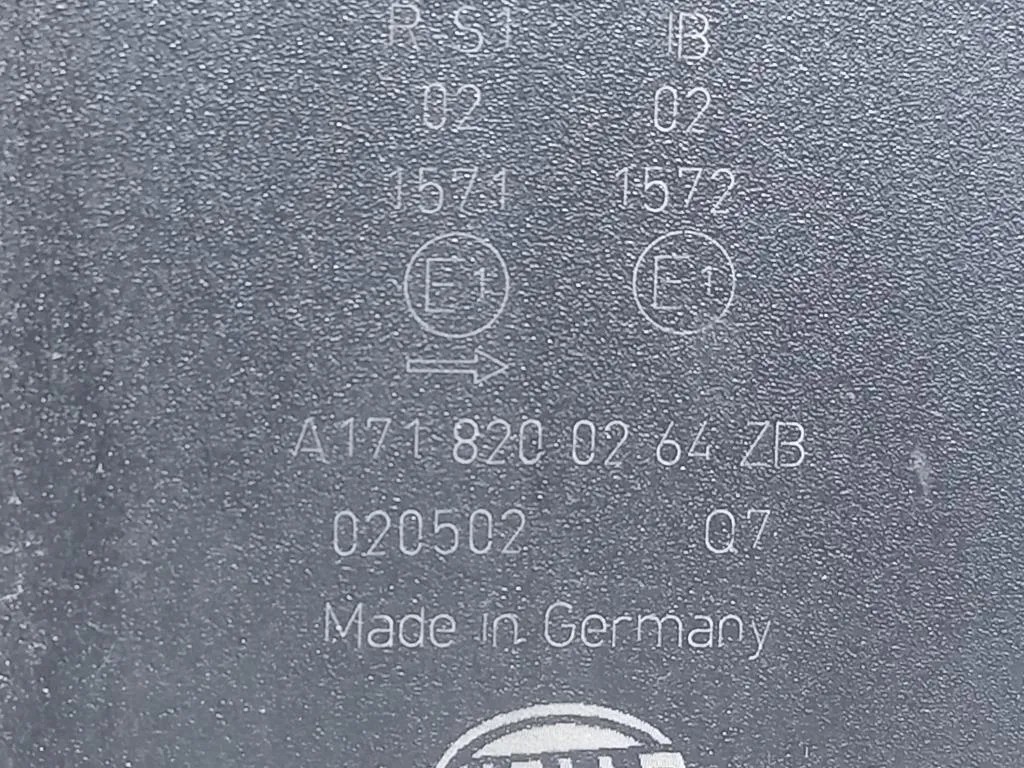 R S1 IB
02 02
1571 1572
E1 E1
A171 820 02 64 ZB
020502 Q7
Made in Germany